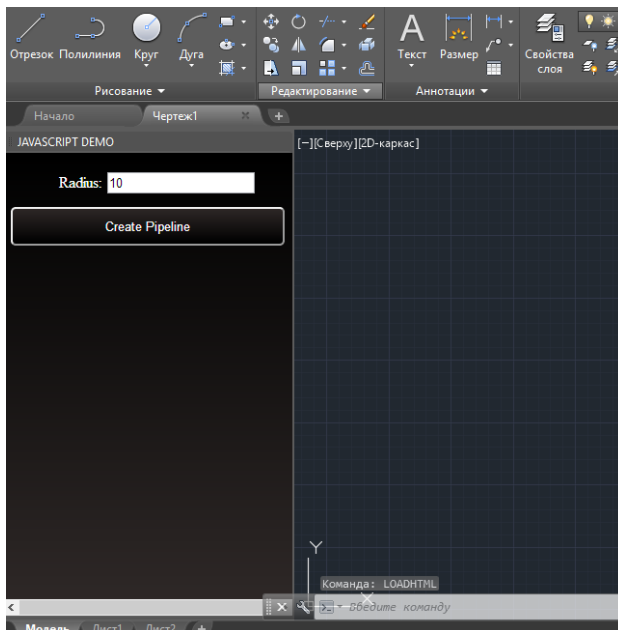 Отрезок Полилиния Круг Дуга
Текст Размер
Свойства слоя
Рисование Редактирование Аннотации
Начало Чертеж1
JAVASCRIPT DEMO
[−][Сверху][2D-каркас]
Radius: 10
Create Pipeline
Y
Команда: LOADHTML
X
Введите команду
Модель Лист1 Лист2 +